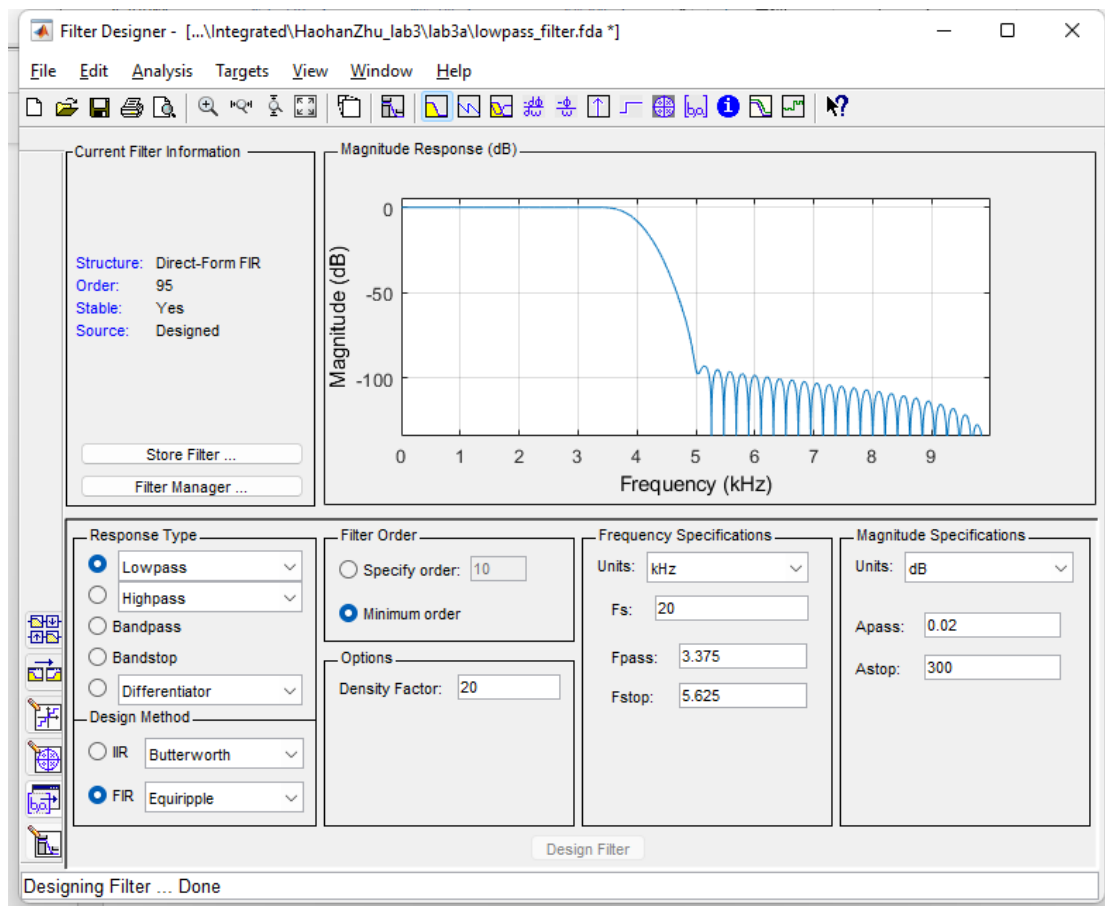 Filter Designer - [...\Integrated\HaohanZhu_lab3\lab3a\lowpass_filter.fda *]
File Edit Analysis Targets View Window Help
Current Filter Information
Structure: Direct-Form FIR
Order: 95
Stable: Yes
Source: Designed
Store Filter ...
Filter Manager ...
Magnitude Response (dB)
Magnitude (dB)
0
-50
-100
0 1 2 3 4 5 6 7 8 9
Frequency (kHz)
Response Type
Lowpass
Highpass
Bandpass
Bandstop
Differentiator
Design Method
IIR Butterworth
FIR Equiripple
Filter Order
Specify order: 10
Minimum order
Options
Density Factor: 20
Frequency Specifications
Units: kHz
Fs: 20
Fpass: 3.375
Fstop: 5.625
Magnitude Specifications
Units: dB
Apass: 0.02
Astop: 300
Design Filter
Designing Filter ... Done